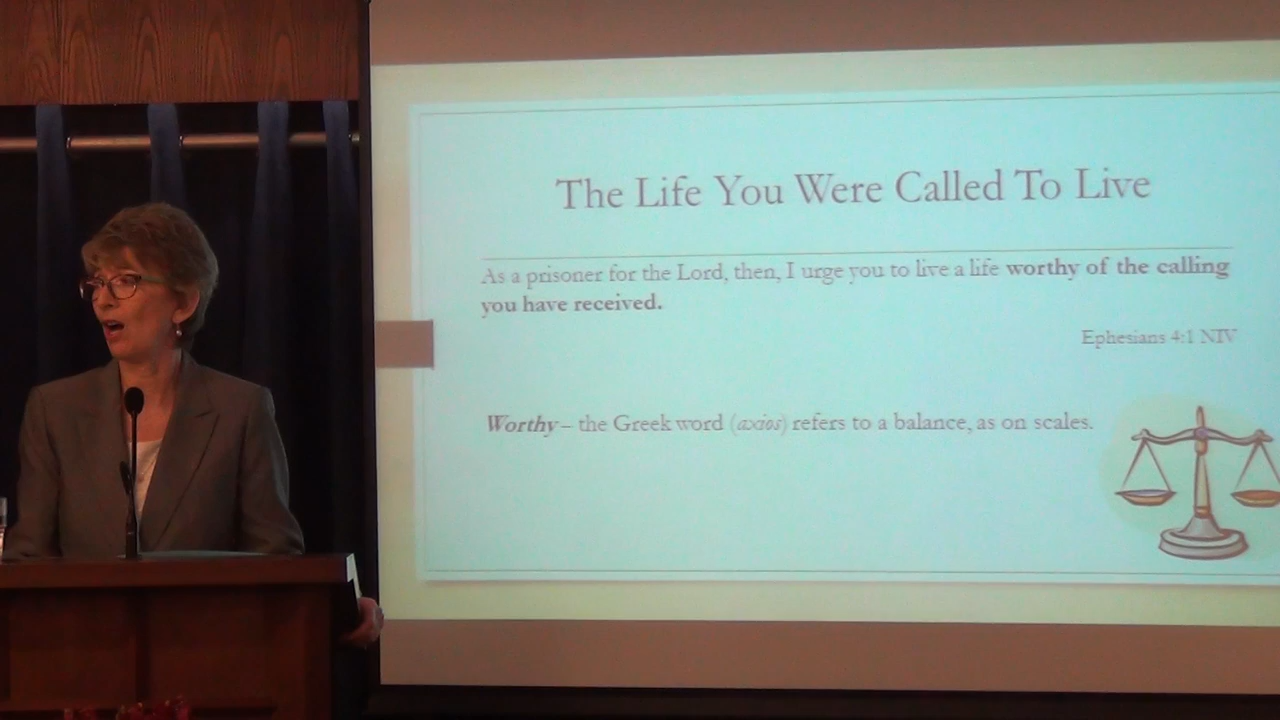 The Life You Were Called To Live
As a prisoner for the Lord, then, I urge you to live a life worthy of the calling
you have received.
Ephesians 4:1 NIV
Worthy – the Greek word (axios) refers to a balance, as on scales.